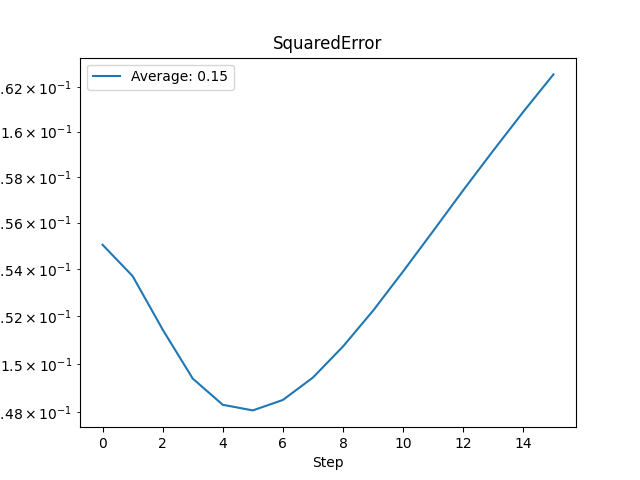 SquaredError
Average: 0.15
.62 × 10⁻¹
1.6 × 10⁻¹
.58 × 10⁻¹
.56 × 10⁻¹
.54 × 10⁻¹
.52 × 10⁻¹
1.5 × 10⁻¹
.48 × 10⁻¹
0 2 4 6 8 10 12 14
Step